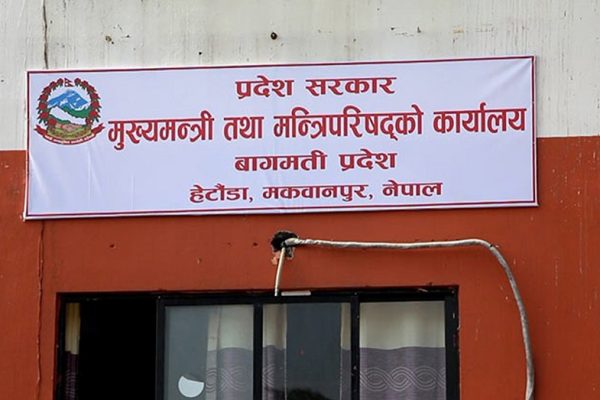 प्रदेश सरकार
मुख्यमन्त्री तथा मन्त्रिपरिषद्को कार्यालय
बागमती प्रदेश
हेटौंडा, मकवानपुर, नेपाल